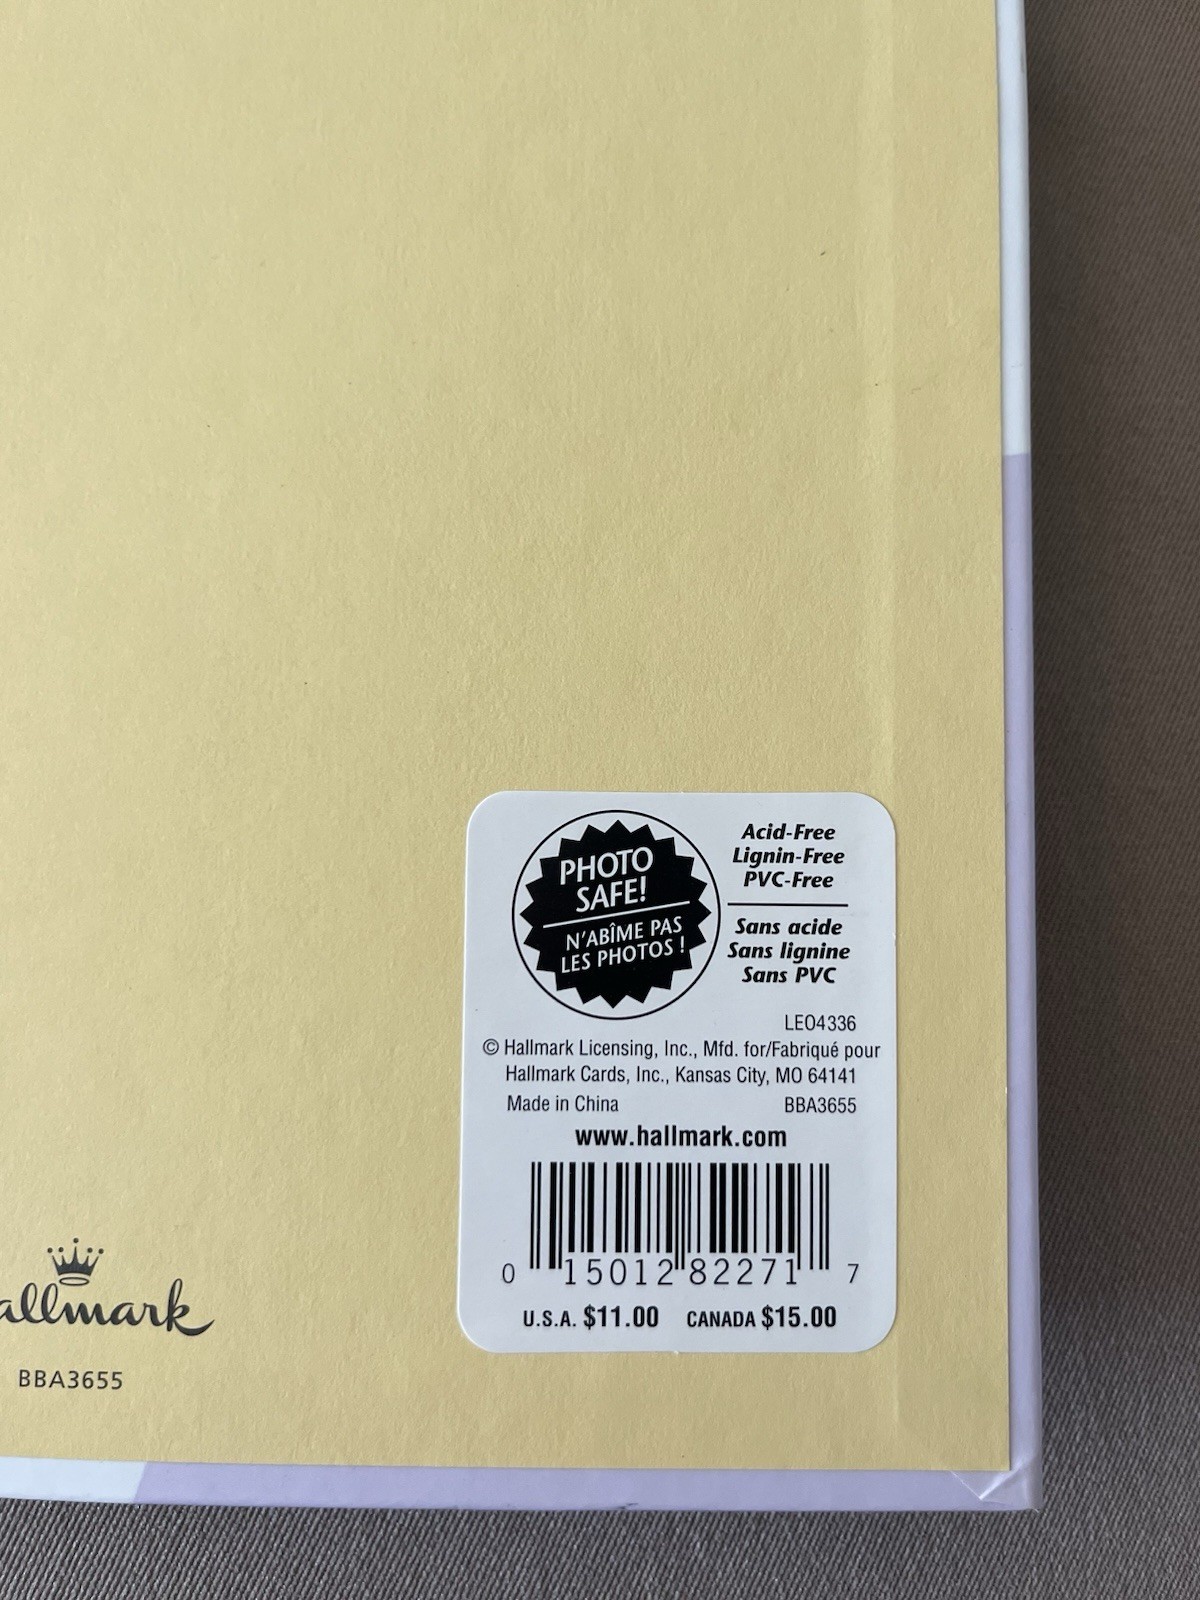 PHOTO
SAFE!
N'ABÎME PAS
LES PHOTOS !
Acid-Free
Lignin-Free
PVC-Free
Sans acide
Sans lignine
Sans PVC
LEO4336
© Hallmark Licensing, Inc., Mfd. for/Fabriqué pour
Hallmark Cards, Inc., Kansas City, MO 64141
Made in China BBA3655
www.hallmark.com
0 15012 82271 7
U.S.A. $11.00 CANADA $15.00
allmark
BBA3655